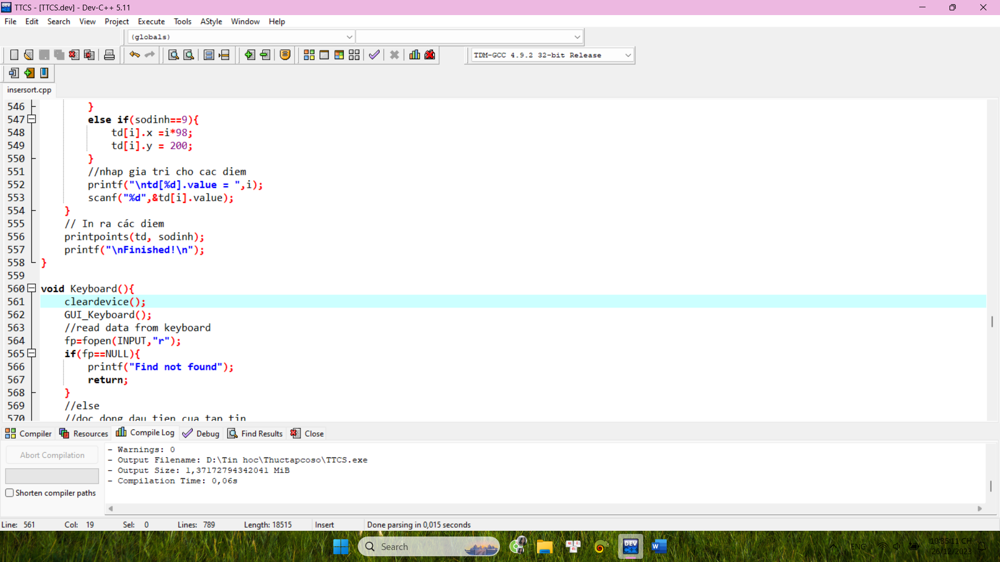 TTCS - [TTCS.dev] - Dev-C++ 5.11
File Edit Search View Project Execute Tools AStyle Window Help
(globals)
TDM-GCC 4.9.2 32-bit Release
insersort.cpp
546 }
547 else if(sodinh==9){
548 td[i].x =i*98;
549 td[i].y = 200;
550 }
551 //nhap gia tri cho cac diem
552 printf("\ntd[%d].value = ",i);
553 scanf("%d",&td[i].value);
554 }
555 // In ra các diem
556 printpoints(td, sodinh);
557 printf("\nFinished!\n");
558 }
559
560 void Keyboard(){
561 cleardevice();
562 GUI_Keyboard();
563 //read data from keyboard
564 fp=fopen(INPUT,"r");
565 if(fp==NULL){
566 printf("Find not found");
567 return;
568 }
569 //else
570 //doc dong dau tien cua tap tin
Compiler Resources Compile Log Debug Find Results Close
Abort Compilation
Shorten compiler paths
- Warnings: 0
- Output Filename: D:\Tin hoc\Thuctapcoso\TTCS.exe
- Output Size: 1,37172794342041 MiB
- Compilation Time: 0,06s
Line: 561 Col: 19 Sel: 0 Lines: 789 Length: 18515 Insert Done parsing in 0,015 seconds
Search
DEV C++
W
ENG
10:35:11 CH
26/12/2023